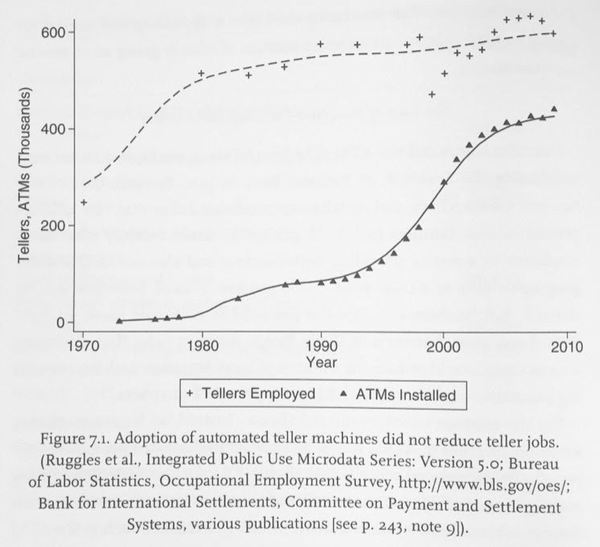 Tellers, ATMs (Thousands)
600
400
200
0
1970
1980
1990
2000
2010
Year
+ Tellers Employed ▲ ATMs Installed
Figure 7.1. Adoption of automated teller machines did not reduce teller jobs.
(Ruggles et al., Integrated Public Use Microdata Series: Version 5.0; Bureau
of Labor Statistics, Occupational Employment Survey, http://www.bls.gov/oes/;
Bank for International Settlements, Committee on Payment and Settlement
Systems, various publications [see p. 243, note 9]).